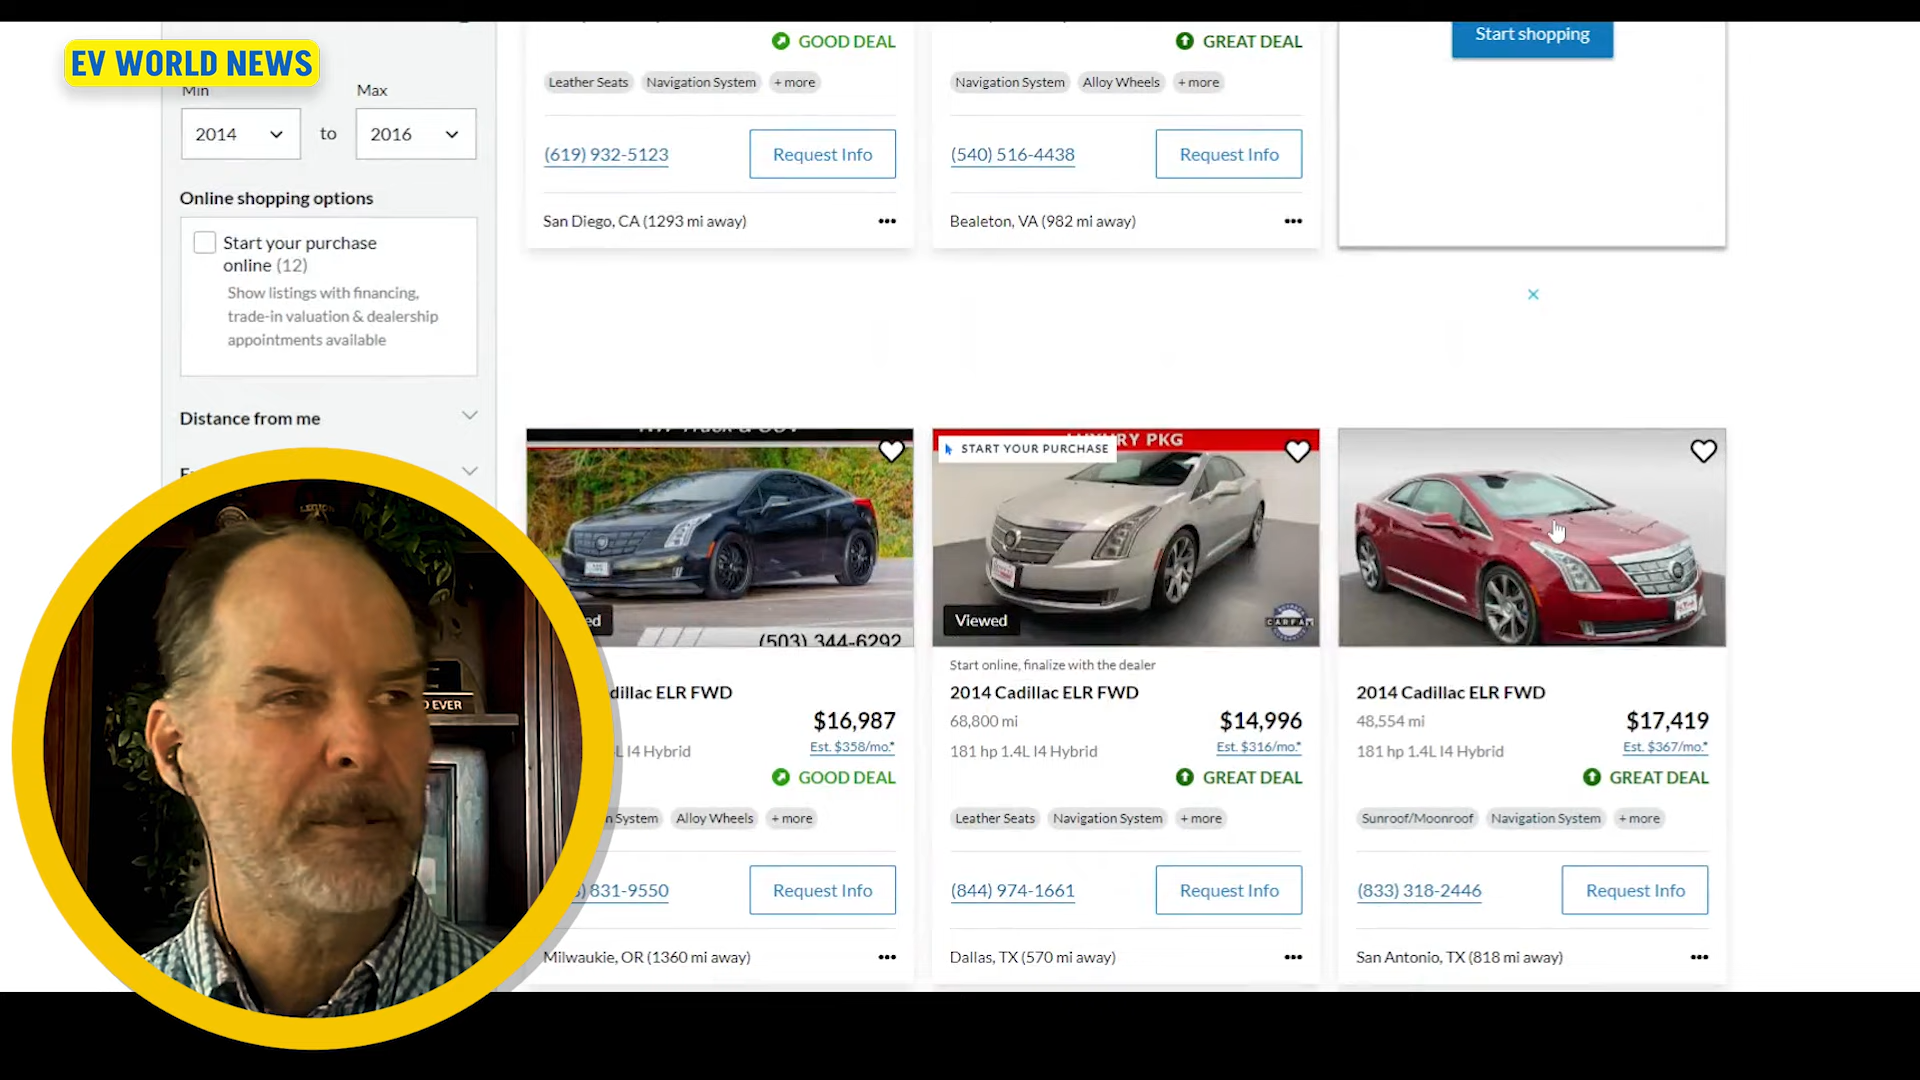 EV WORLD NEWS
Min
Max
2014
to
2016
Online shopping options
Start your purchase
online (12)
Show listings with financing,
trade-in valuation & dealership
appointments available
Distance from me
GOOD DEAL
Leather Seats
Navigation System
+ more
(619) 932-5123
Request Info
San Diego, CA (1293 mi away)
GREAT DEAL
Navigation System
Alloy Wheels
+ more
(540) 516-4438
Request Info
Bealeton, VA (982 mi away)
Start shopping
(503) 344-6292
dillac ELR FWD
$16,987
Est. $358/mo.*
L I4 Hybrid
GOOD DEAL
n System
Alloy Wheels
+ more
831-9550
Request Info
Milwaukie, OR (1360 mi away)
RY PKG
START YOUR PURCHASE
Viewed
CARFAX
Start online, finalize with the dealer
2014 Cadillac ELR FWD
68,800 mi
$14,996
Est. $316/mo.*
181 hp 1.4L I4 Hybrid
GREAT DEAL
Leather Seats
Navigation System
+ more
(844) 974-1661
Request Info
Dallas, TX (570 mi away)
2014 Cadillac ELR FWD
48,554 mi
$17,419
Est. $367/mo.*
181 hp 1.4L I4 Hybrid
GREAT DEAL
Sunroof/Moonroof
Navigation System
+ more
(833) 318-2446
Request Info
San Antonio, TX (818 mi away)
LEGION
D EVER